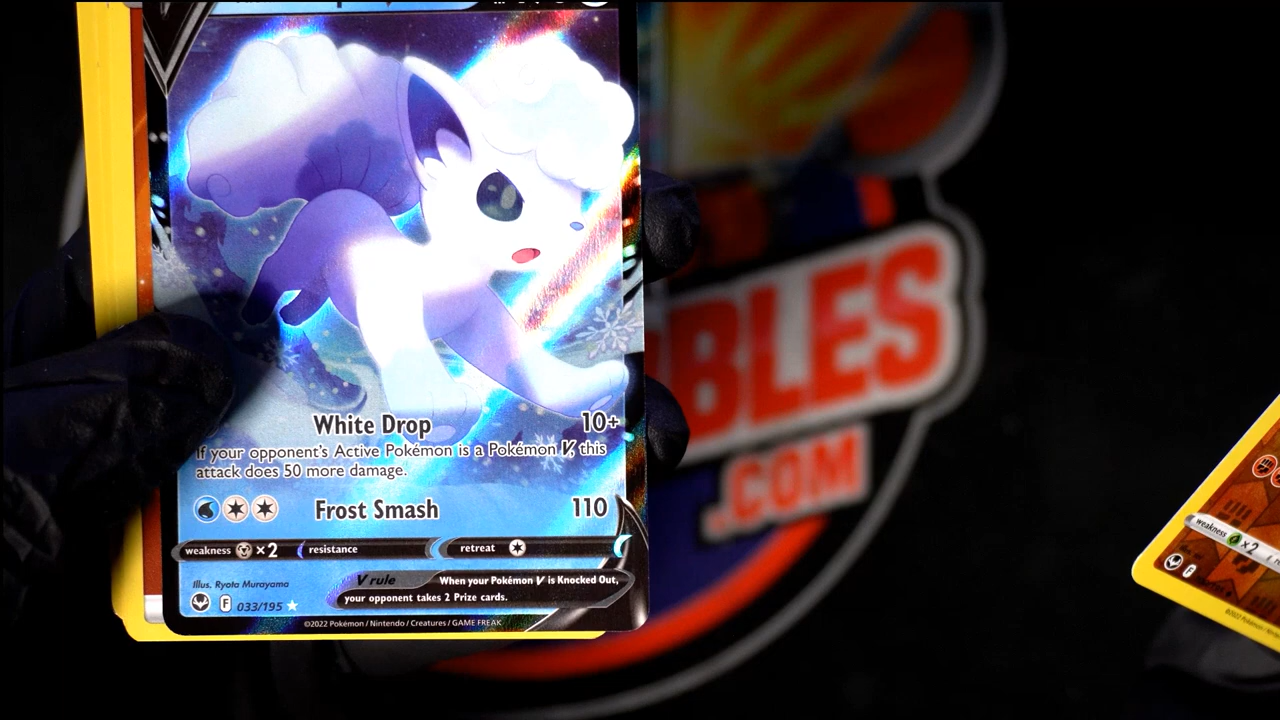 White Drop 10+
If your opponent's Active Pokémon is a Pokémon V, this
attack does 50 more damage.
Frost Smash 110
weakness ×2 resistance retreat
Illus. Ryota Murayama
V rule When your Pokémon V is Knocked Out,
your opponent takes 2 Prize cards.
F 033/195
©2022 Pokémon / Nintendo / Creatures / GAME FREAK
BLES
.COM
weakness ×2
F